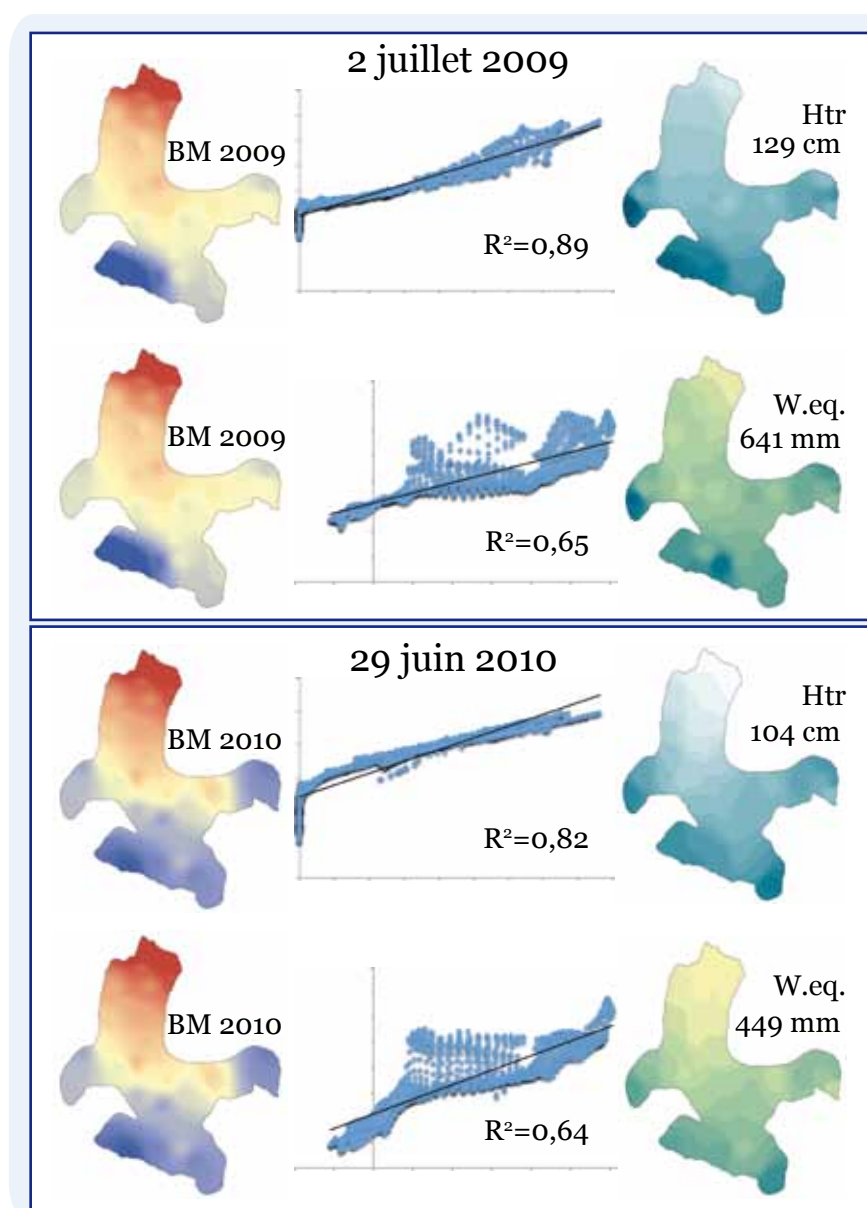 2 juillet 2009
BM 2009
R²=0,89
Htr
129 cm
BM 2009
R²=0,65
W.eq.
641 mm
29 juin 2010
BM 2010
R²=0,82
Htr
104 cm
BM 2010
R²=0,64
W.eq.
449 mm